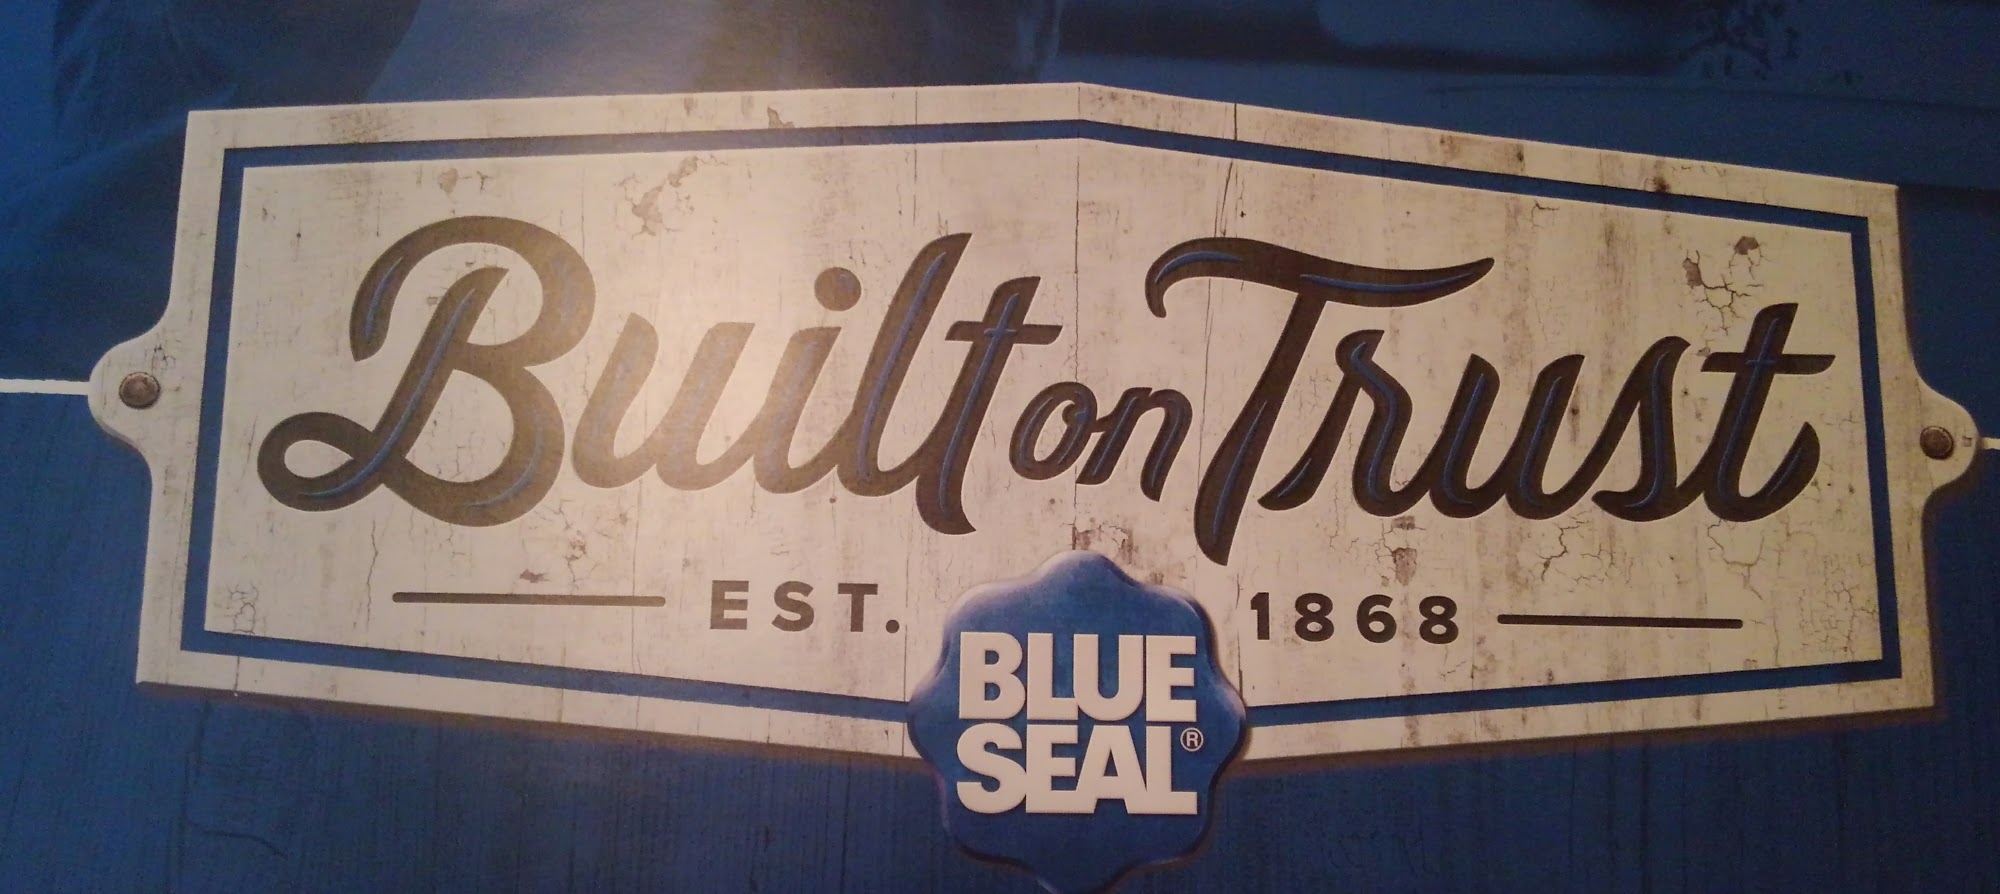 Built on Trust
EST. 1868
BLUE
SEAL®